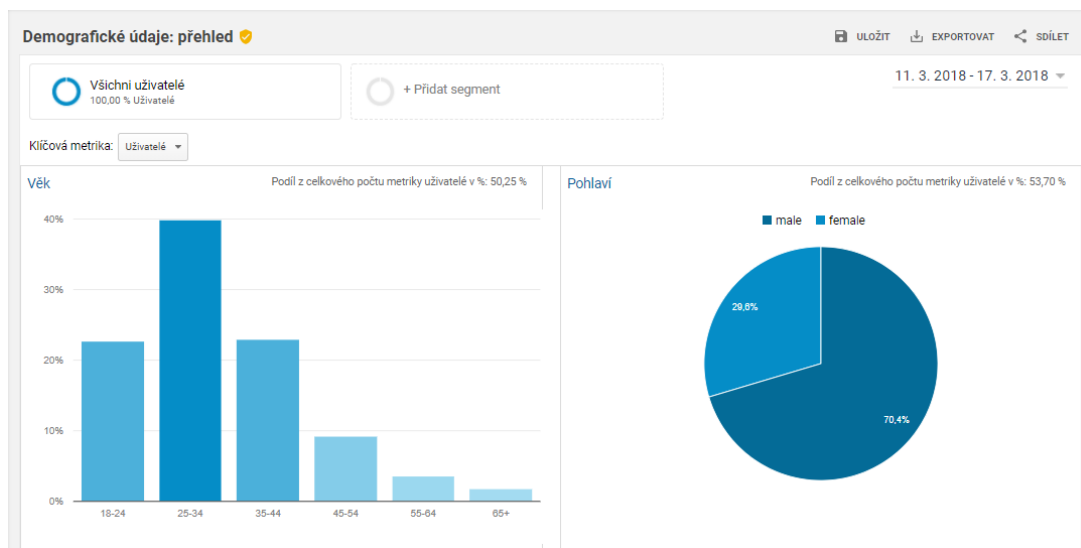 Demografické údaje: přehled
ULOŽIT EXPORTOVAT SDÍLET
Všichni uživatelé
100,00 % Uživatelé
+ Přidat segment
11. 3. 2018 - 17. 3. 2018
Klíčová metrika: Uživatelé
Věk
Podíl z celkového počtu metriky uživatelé v %: 50,25 %
40%
30%
20%
10%
0%
18-24 25-34 35-44 45-54 55-64 65+
Pohlaví
Podíl z celkového počtu metriky uživatelé v %: 53,70 %
male female
29,6%
70,4%